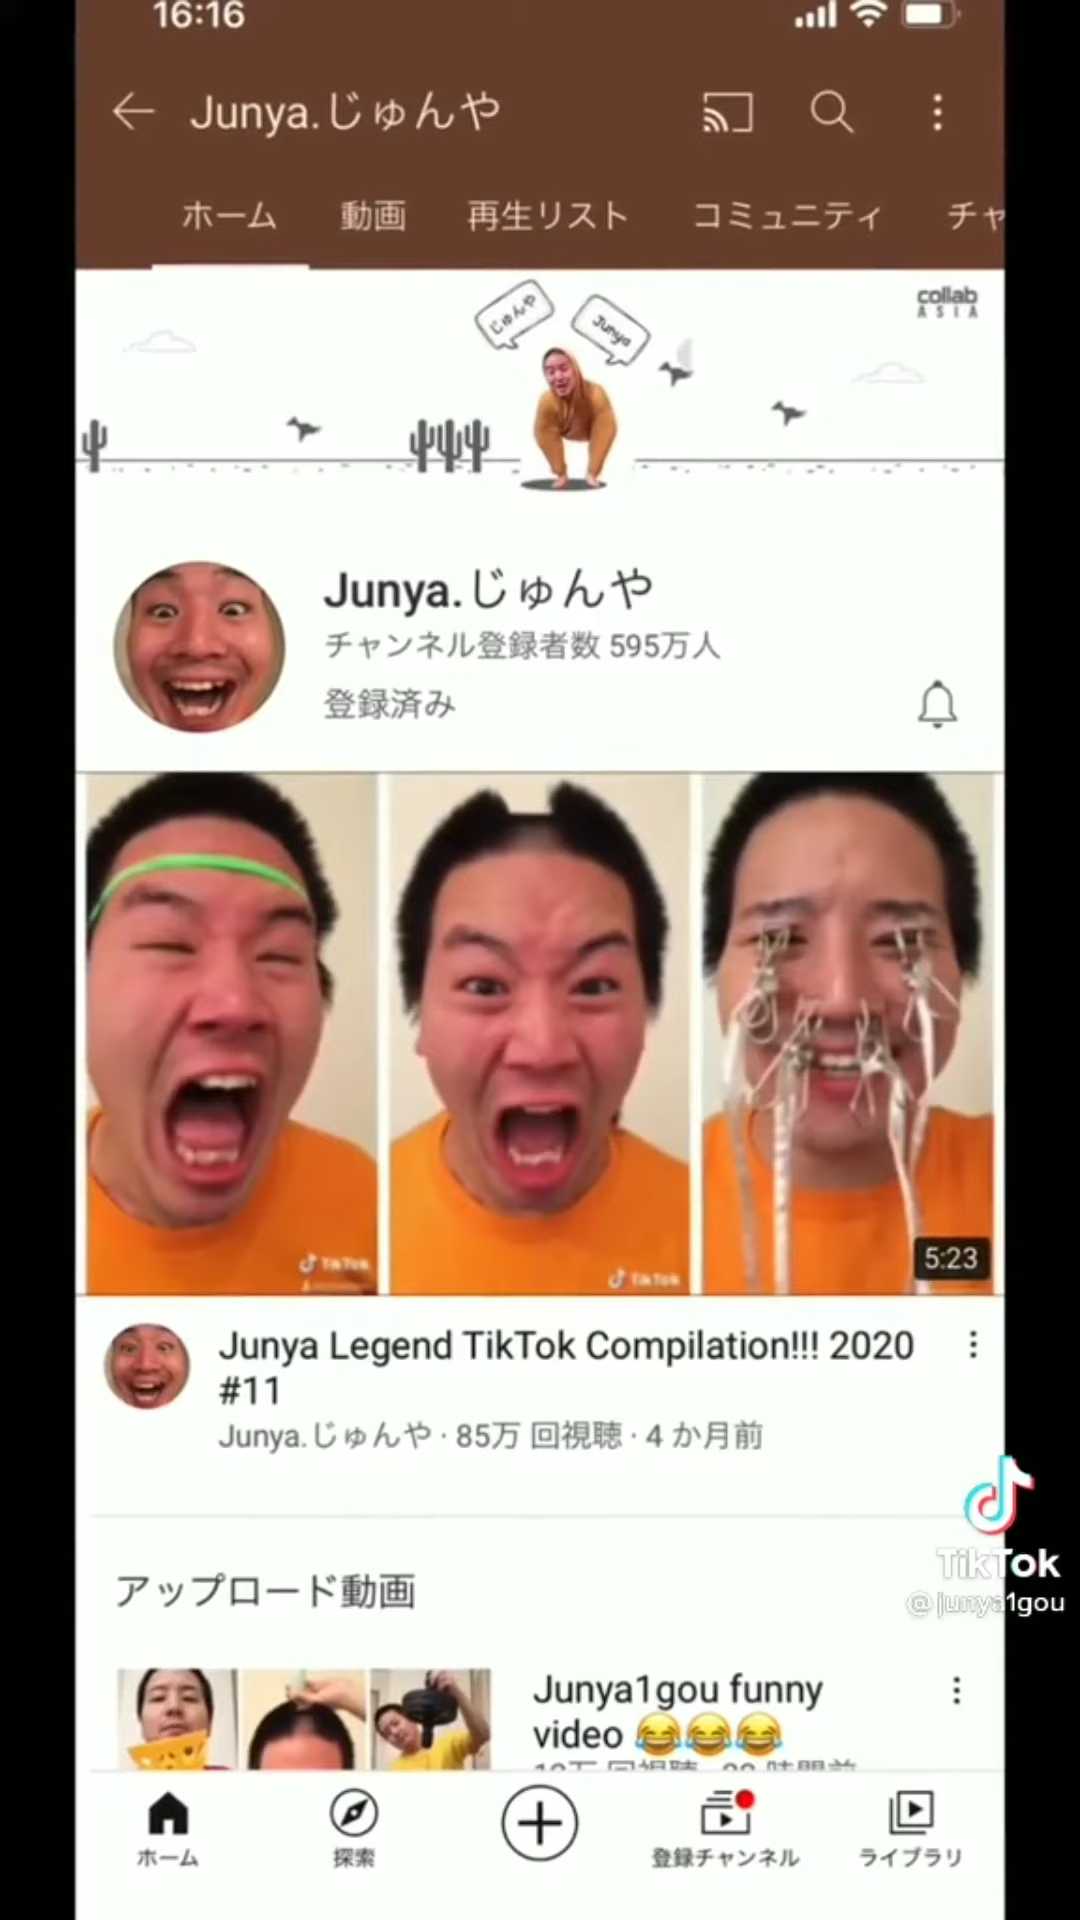 16:16
Junya.じゅんや
ホーム 動画 再生リスト コミュニティ チャ
collab
ASIA
じゅんや
Junya
Junya.じゅんや
チャンネル登録者数 595万人
登録済み
TikTok
TikTok
5:23
Junya Legend TikTok Compilation!!! 2020
#11
Junya.じゅんや · 85万 回視聴 · 4 か月前
TikTok
@junya1gou
アップロード動画
Junya1gou funny
video 😂😂😂
ホーム 探索 登録チャンネル ライブラリ